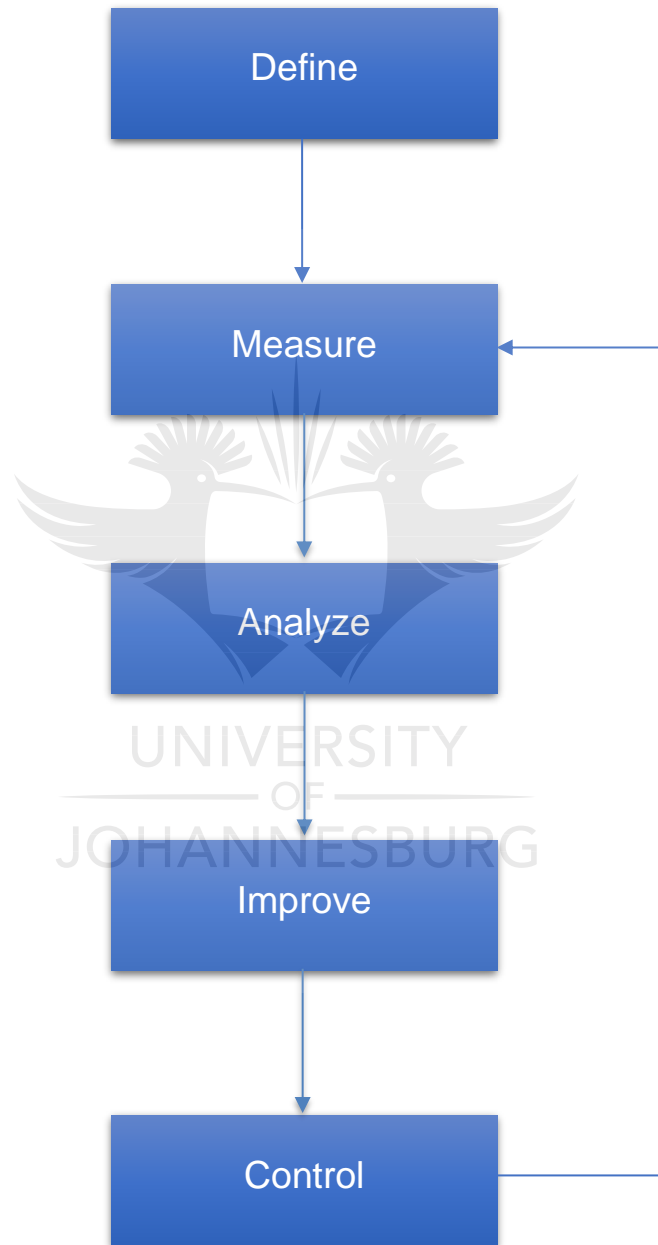 Define
Measure
Analyze
UNIVERSITY
OF
JOHANNESBURG
Improve
Control